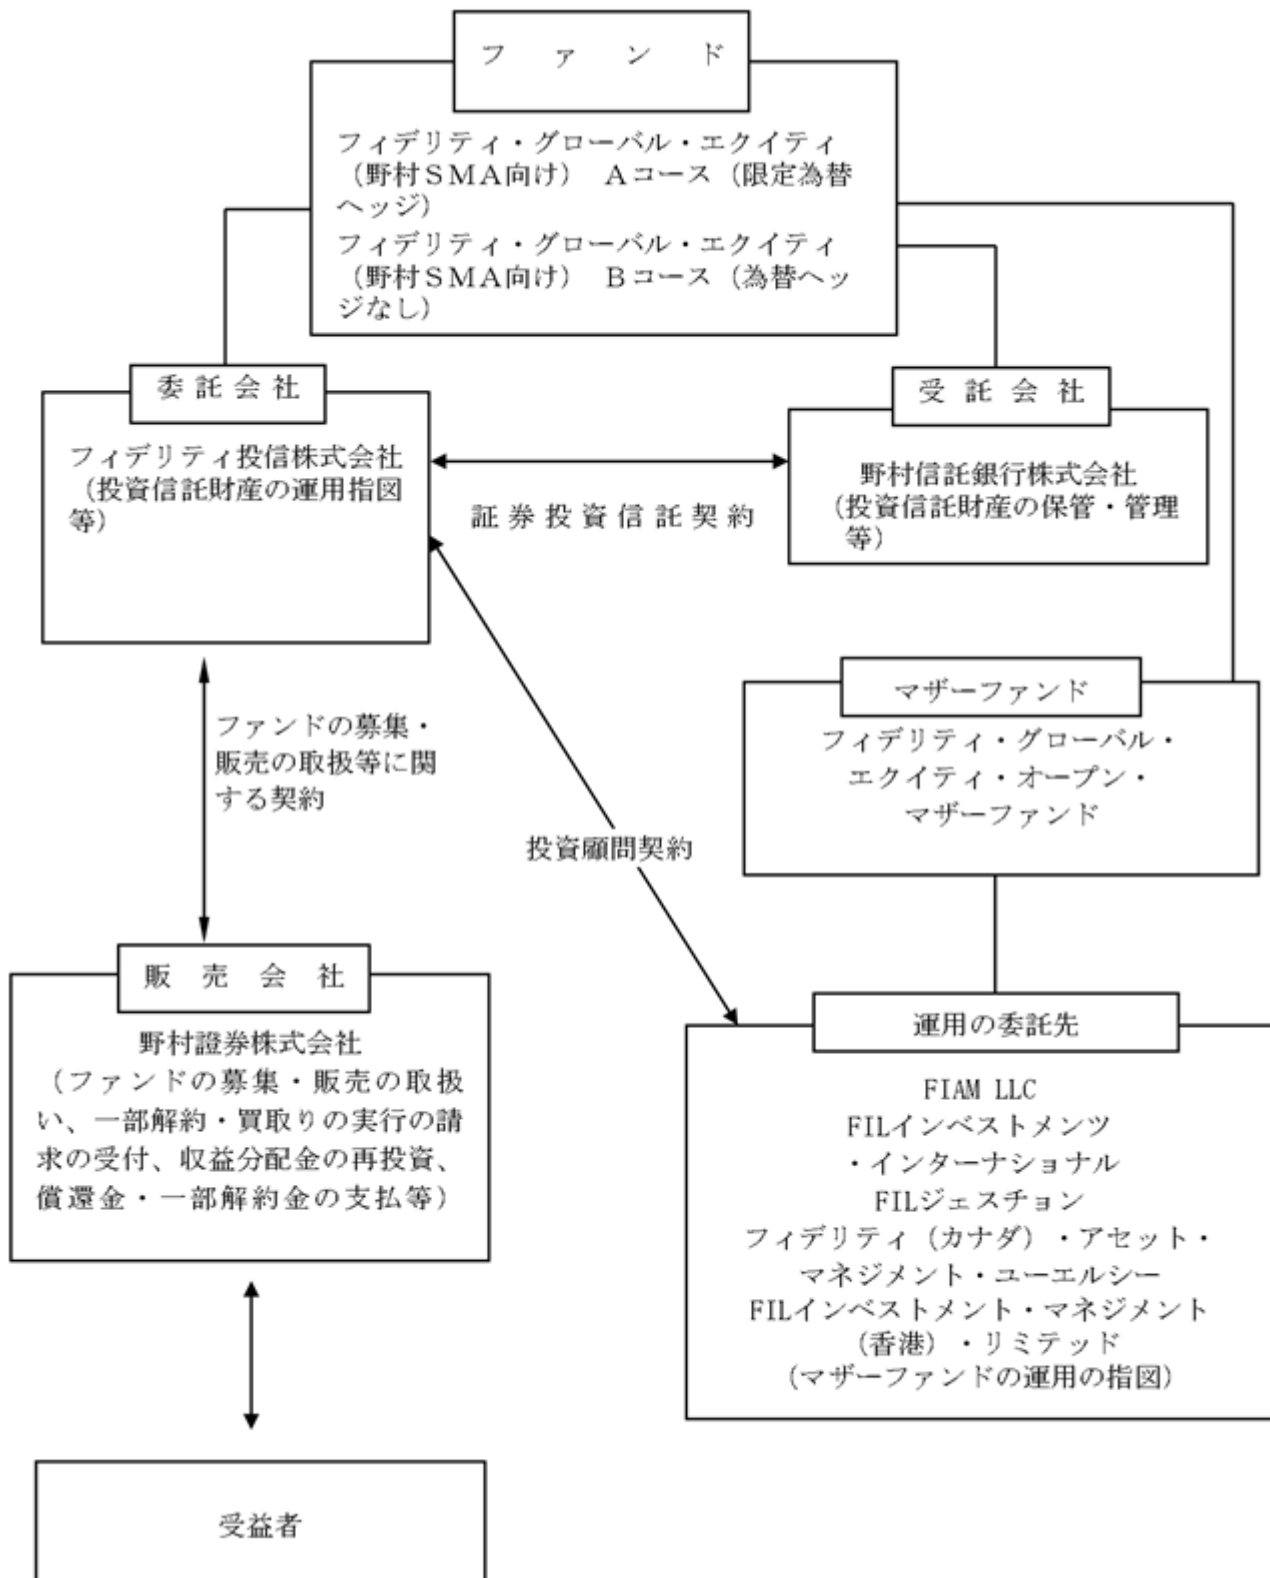 ファンド
フィデリティ・グローバル・エクイティ
（野村ＳＭＡ向け）　Ａコース（限定為替
ヘッジ）
フィデリティ・グローバル・エクイティ
（野村ＳＭＡ向け）　Ｂコース（為替ヘッ
ジなし）
委託会社
フィデリティ投信株式会社
（投資信託財産の運用指図
等）
証券投資信託契約
受託会社
野村信託銀行株式会社
（投資信託財産の保管・管理
等）
ファンドの募集・
販売の取扱等に関
する契約
投資顧問契約
マザーファンド
フィデリティ・グローバル・
エクイティ・オープン・
マザーファンド
販売会社
野村證券株式会社
（ファンドの募集・販売の取扱
い、一部解約・買取りの実行の請
求の受付、収益分配金の再投資、
償還金・一部解約金の支払等）
運用の委託先
FIAM LLC
FILインベストメンツ
・インターナショナル
FILジェスチョン
フィデリティ（カナダ）・アセット・
マネジメント・ユーエルシー
FILインベストメント・マネジメント
（香港）・リミテッド
（マザーファンドの運用の指図）
受益者